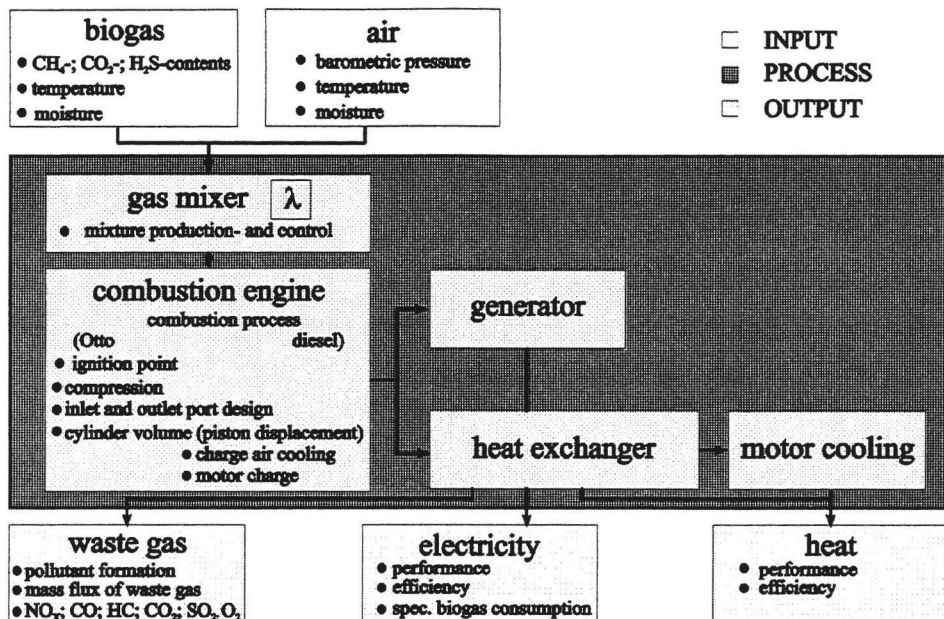 biogas
● CH₄-; CO₂-; H₂S-contents
● temperature
● moisture
air
● barometric pressure
● temperature
● moisture
INPUT
PROCESS
OUTPUT
gas mixer λ
● mixture production- and control
combustion engine
combustion process
(Otto diesel)
● ignition point
● compression
● inlet and outlet port design
● cylinder volume (piston displacement)
● charge air cooling
● motor charge
generator
heat exchanger
motor cooling
waste gas
● pollutant formation
● mass flux of waste gas
● NOₓ; CO; HC; CO₂; SO₂, O₂
electricity
● performance
● efficiency
● spec. biogas consumption
heat
● performance
● efficiency